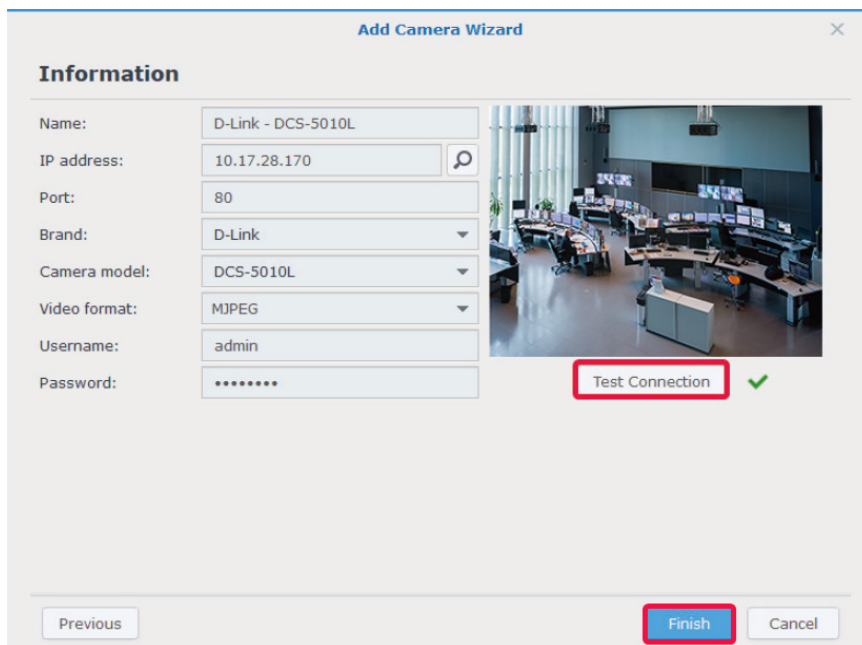 Add Camera Wizard
Information
Name: D-Link - DCS-5010L
IP address: 10.17.28.170
Port: 80
Brand: D-Link
Camera model: DCS-5010L
Video format: MJPEG
Username: admin
Password: ••••••••
Test Connection
Previous Finish Cancel